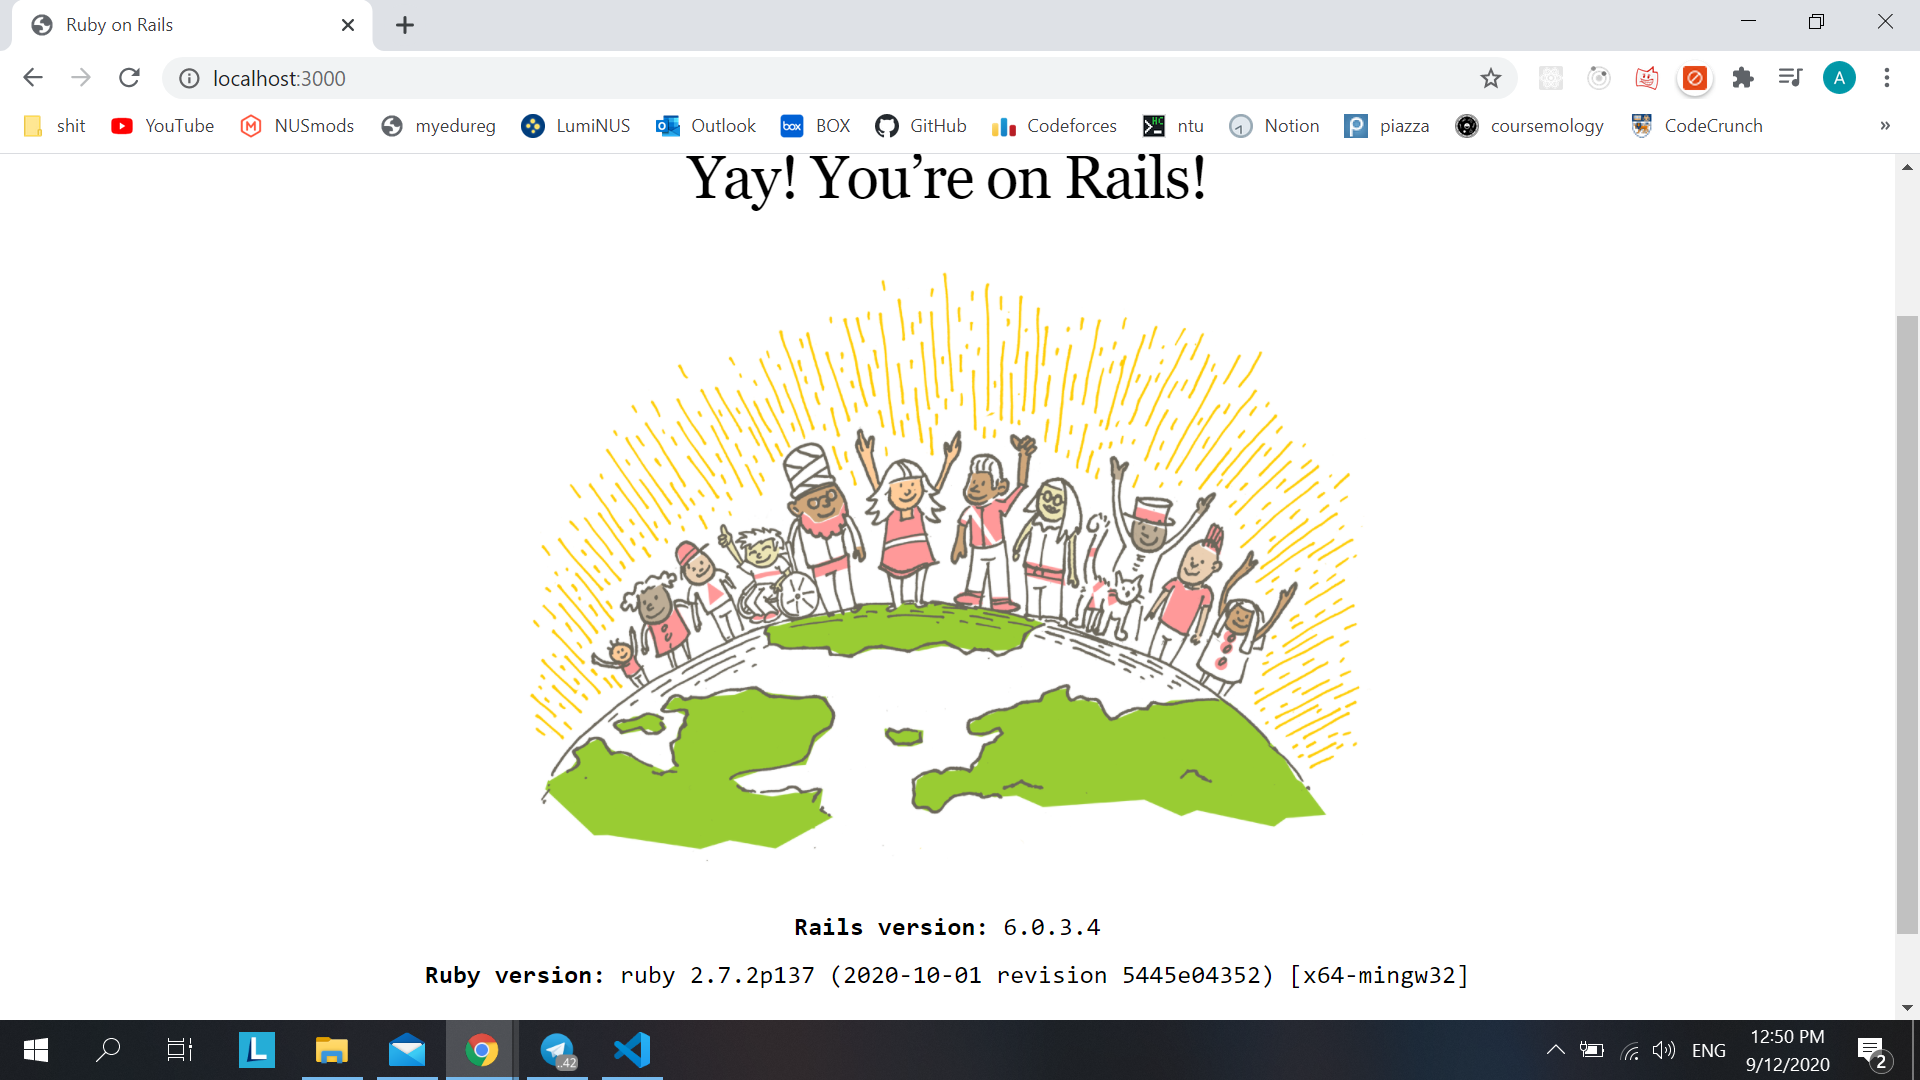 Ruby on Rails
localhost:3000
A
shit
YouTube
NUSmods
myedureg
LumiNUS
Outlook
box BOX
GitHub
Codeforces
HC ntu
Notion
piazza
coursemology
CodeCrunch
»
Yay! You’re on Rails!
Rails version: 6.0.3.4
Ruby version: ruby 2.7.2p137 (2020-10-01 revision 5445e04352) [x64-mingw32]
L
..42
ENG
12:50 PM
9/12/2020
2